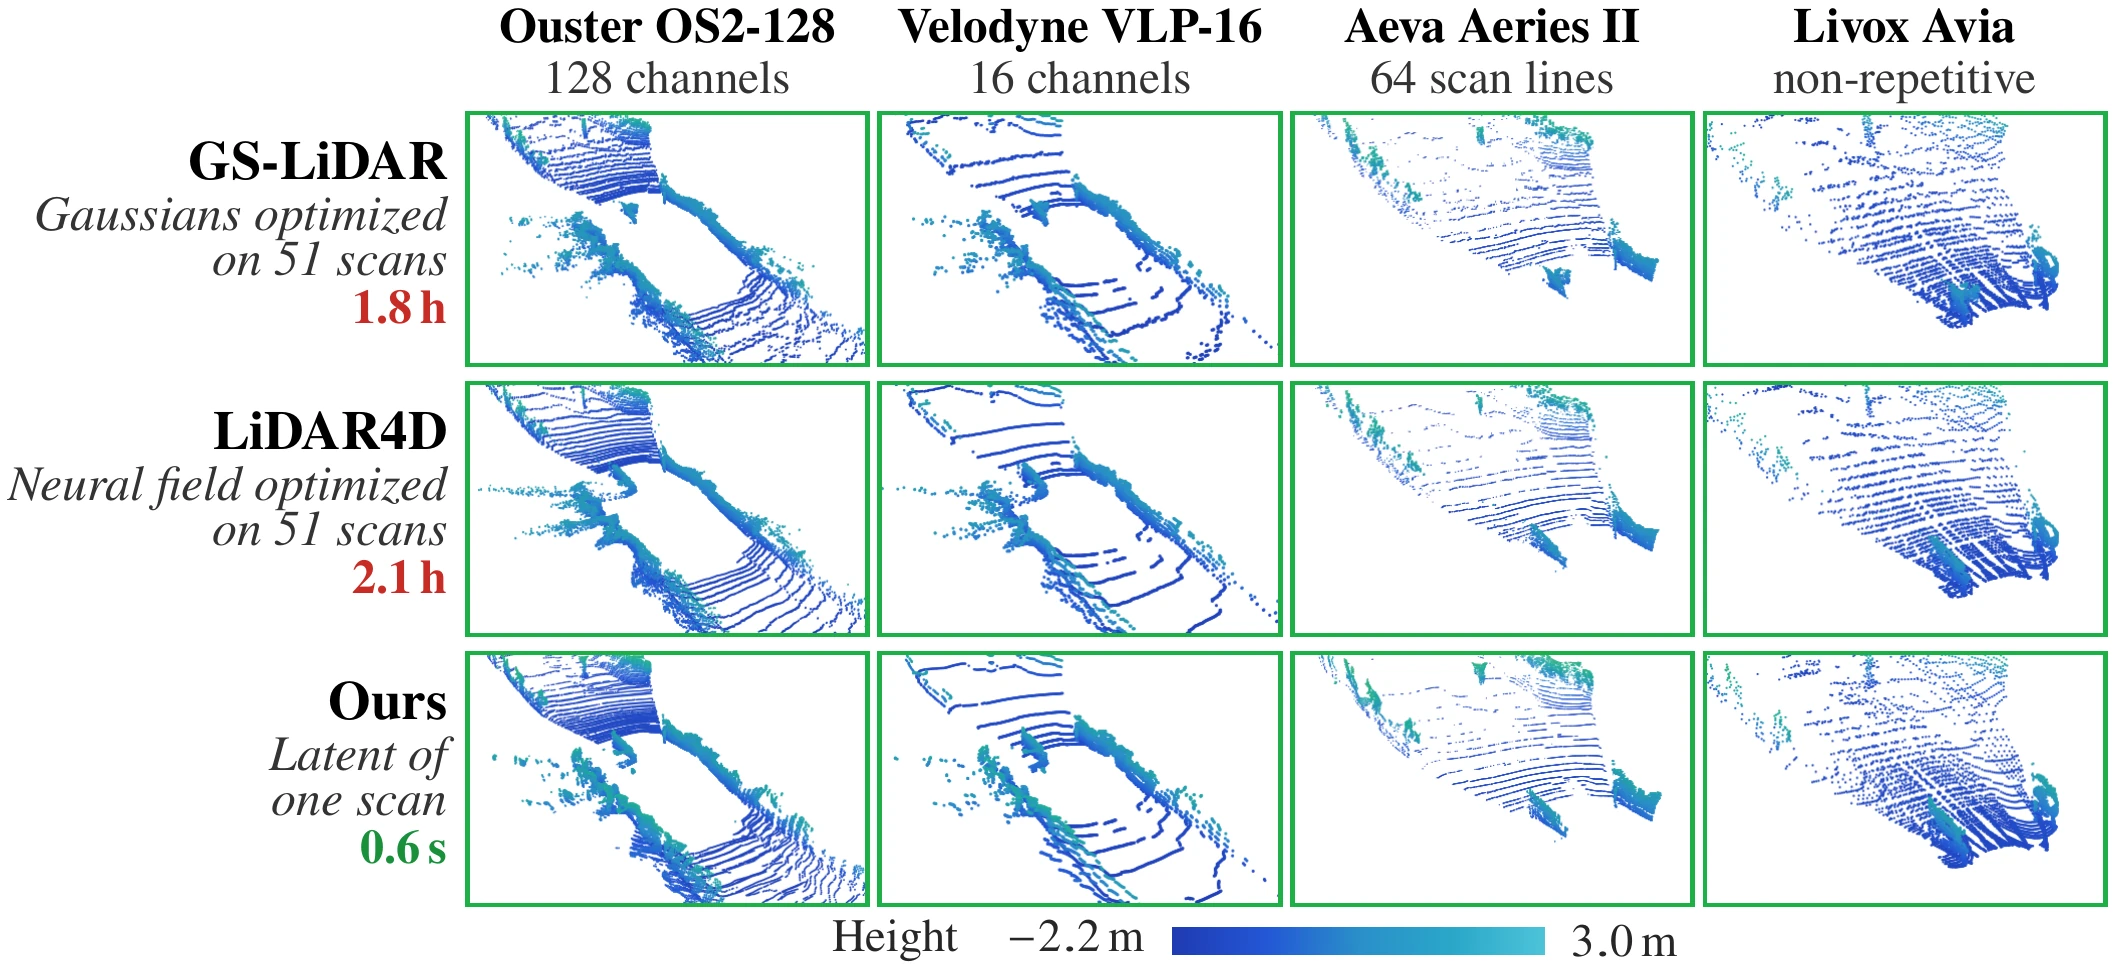 Ouster OS2-128
128 channels
Velodyne VLP-16
16 channels
Aeva Aeries II
64 scan lines
Livox Avia
non-repetitive
GS-LiDAR
Gaussians optimized
on 51 scans
1.8 h
LiDAR4D
Neural field optimized
on 51 scans
2.1 h
Ours
Latent of
one scan
0.6 s
Height −2.2 m 3.0 m